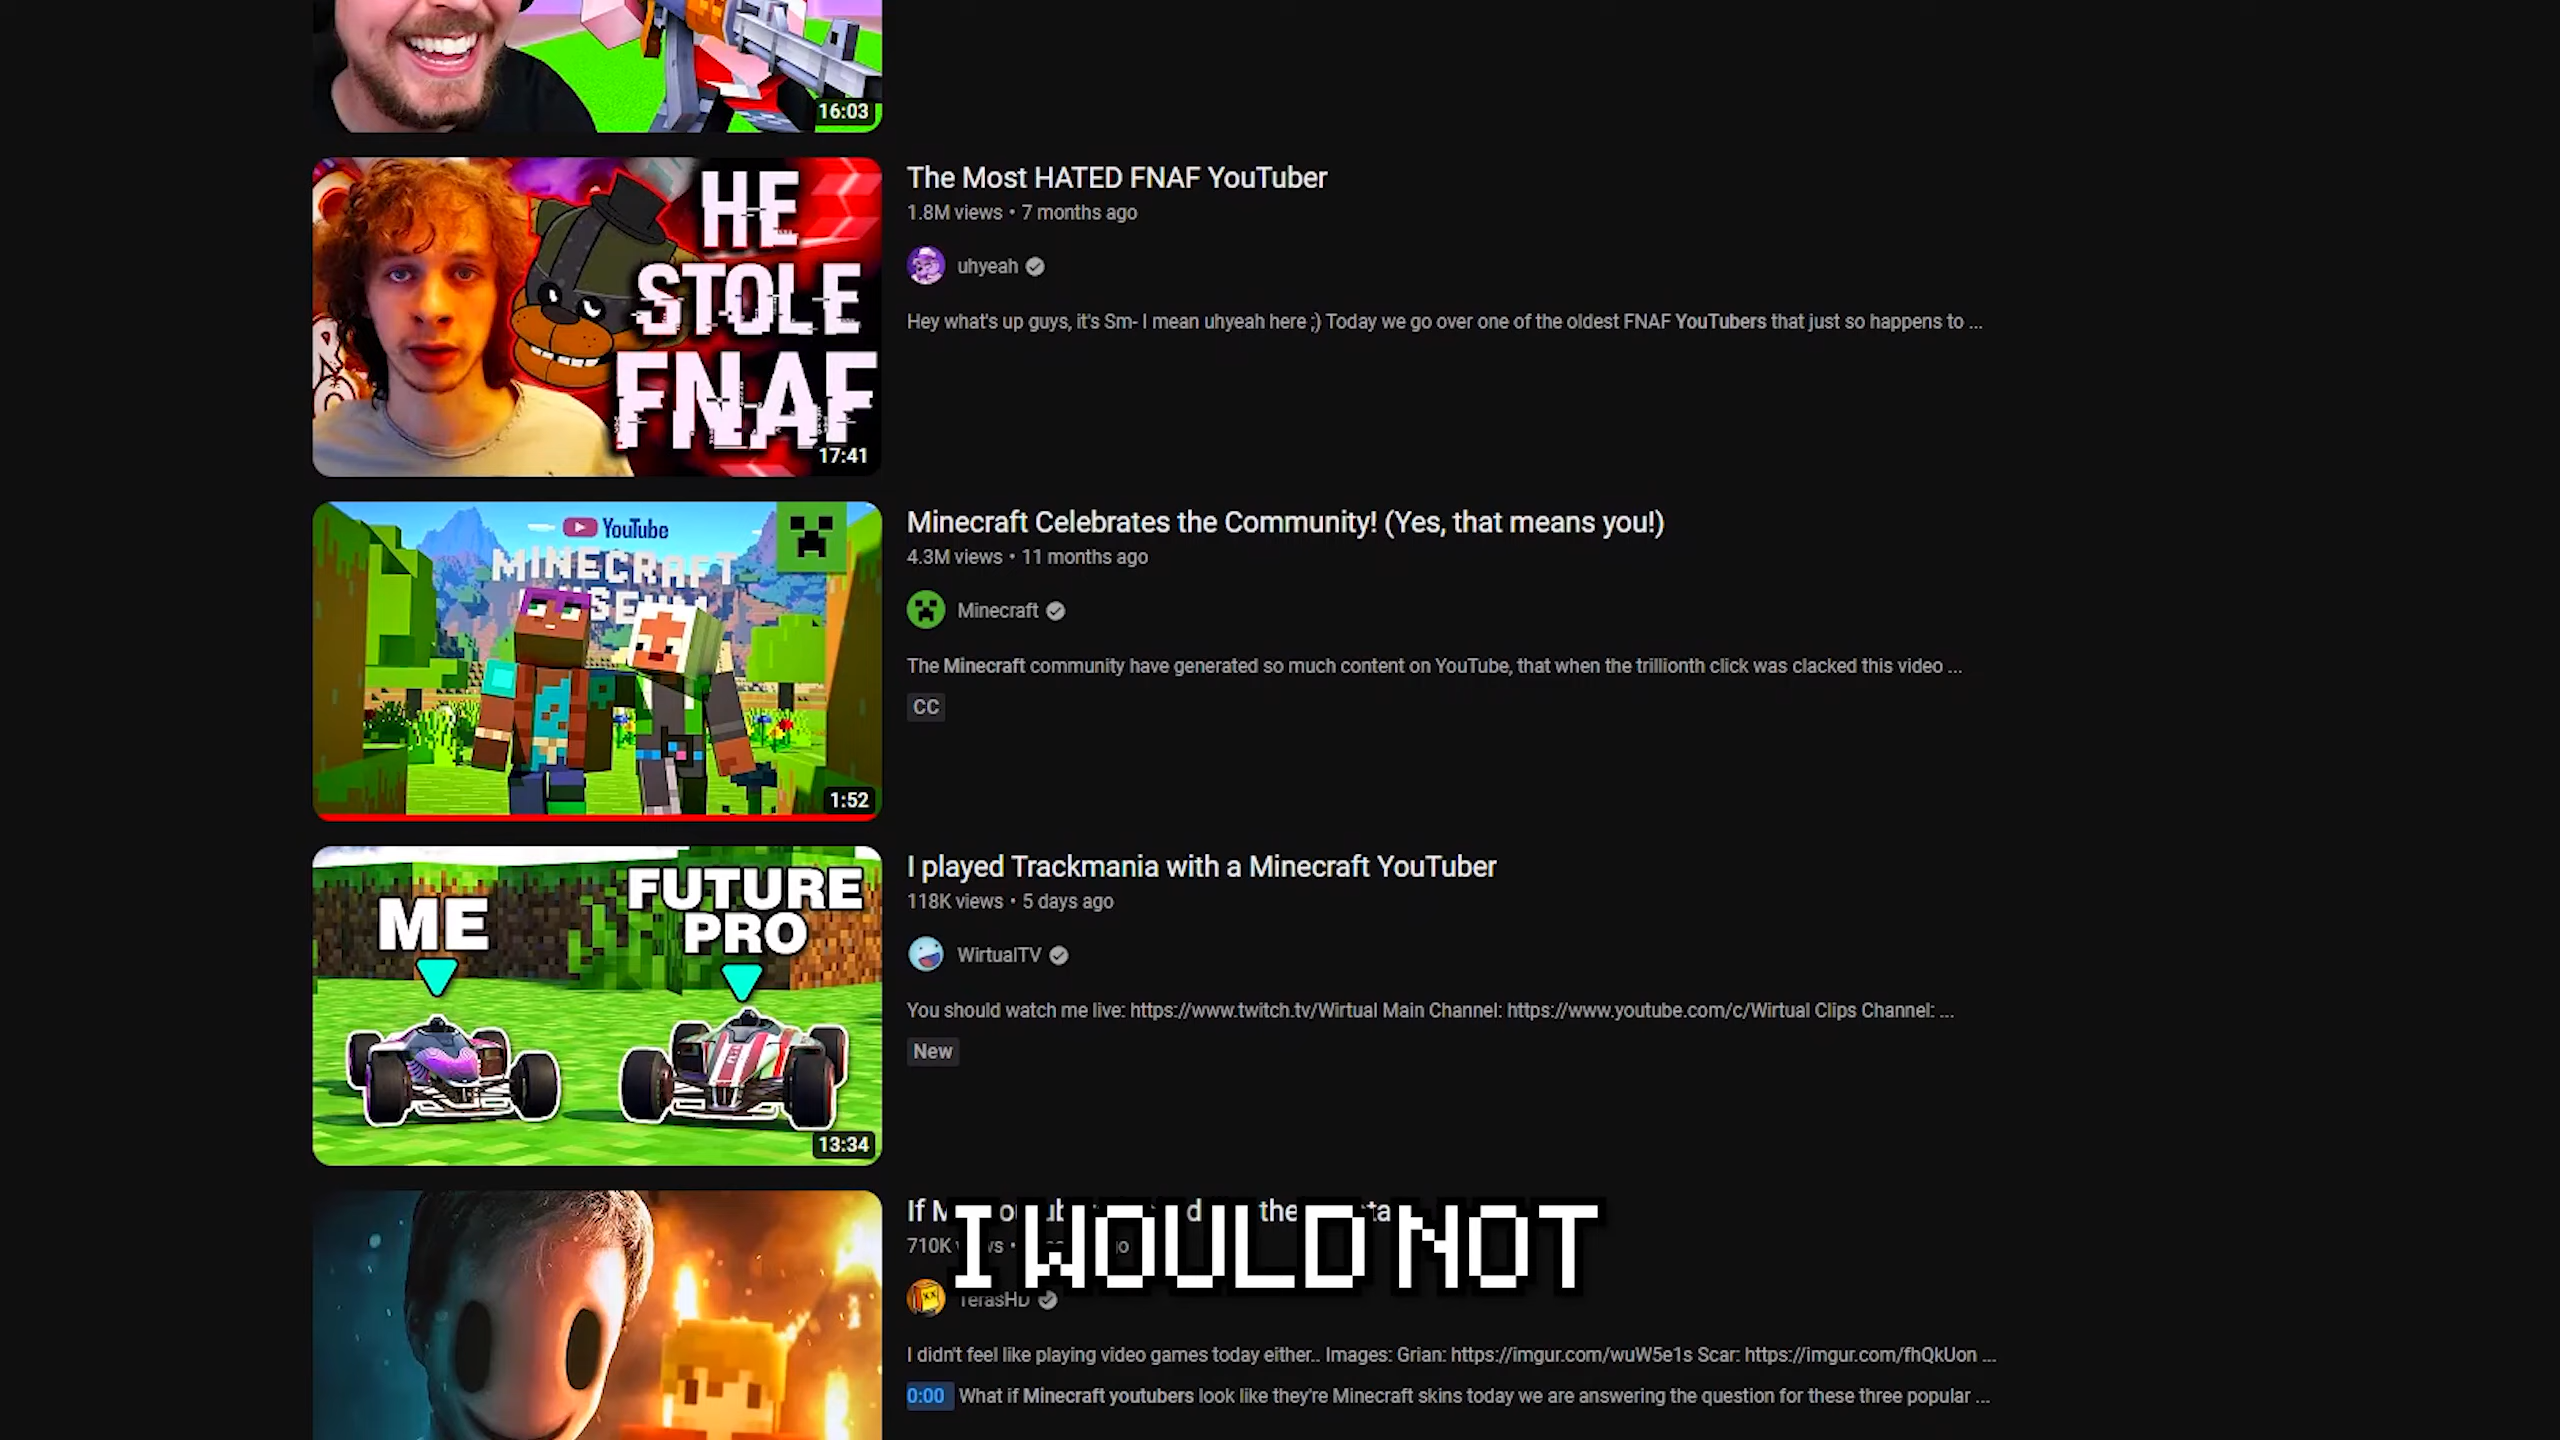 16:03
HE
STOLE
FNAF
17:41
The Most HATED FNAF YouTuber
1.8M views • 7 months ago
uhyeah
Hey what's up guys, it's Sm- I mean uhyeah here ;) Today we go over one of the oldest FNAF YouTubers that just so happens to ...
YouTube
MINECRAFT
1:52
Minecraft Celebrates the Community! (Yes, that means you!)
4.3M views • 11 months ago
Minecraft
The Minecraft community have generated so much content on YouTube, that when the trillionth click was clacked this video ...
CC
ME
FUTURE
PRO
13:34
I played Trackmania with a Minecraft YouTuber
118K views • 5 days ago
WirtualTV
You should watch me live: https://www.twitch.tv/Wirtual Main Channel: https://www.youtube.com/c/Wirtual Clips Channel: ...
New
If the
710K
I WOULD NOT
TerasHD
I didn't feel like playing video games today either.. Images: Grian: https://imgur.com/wuW5e1s Scar: https://imgur.com/fhQkUon ...
0:00 What if Minecraft youtubers look like they're Minecraft skins today we are answering the question for these three popular ...